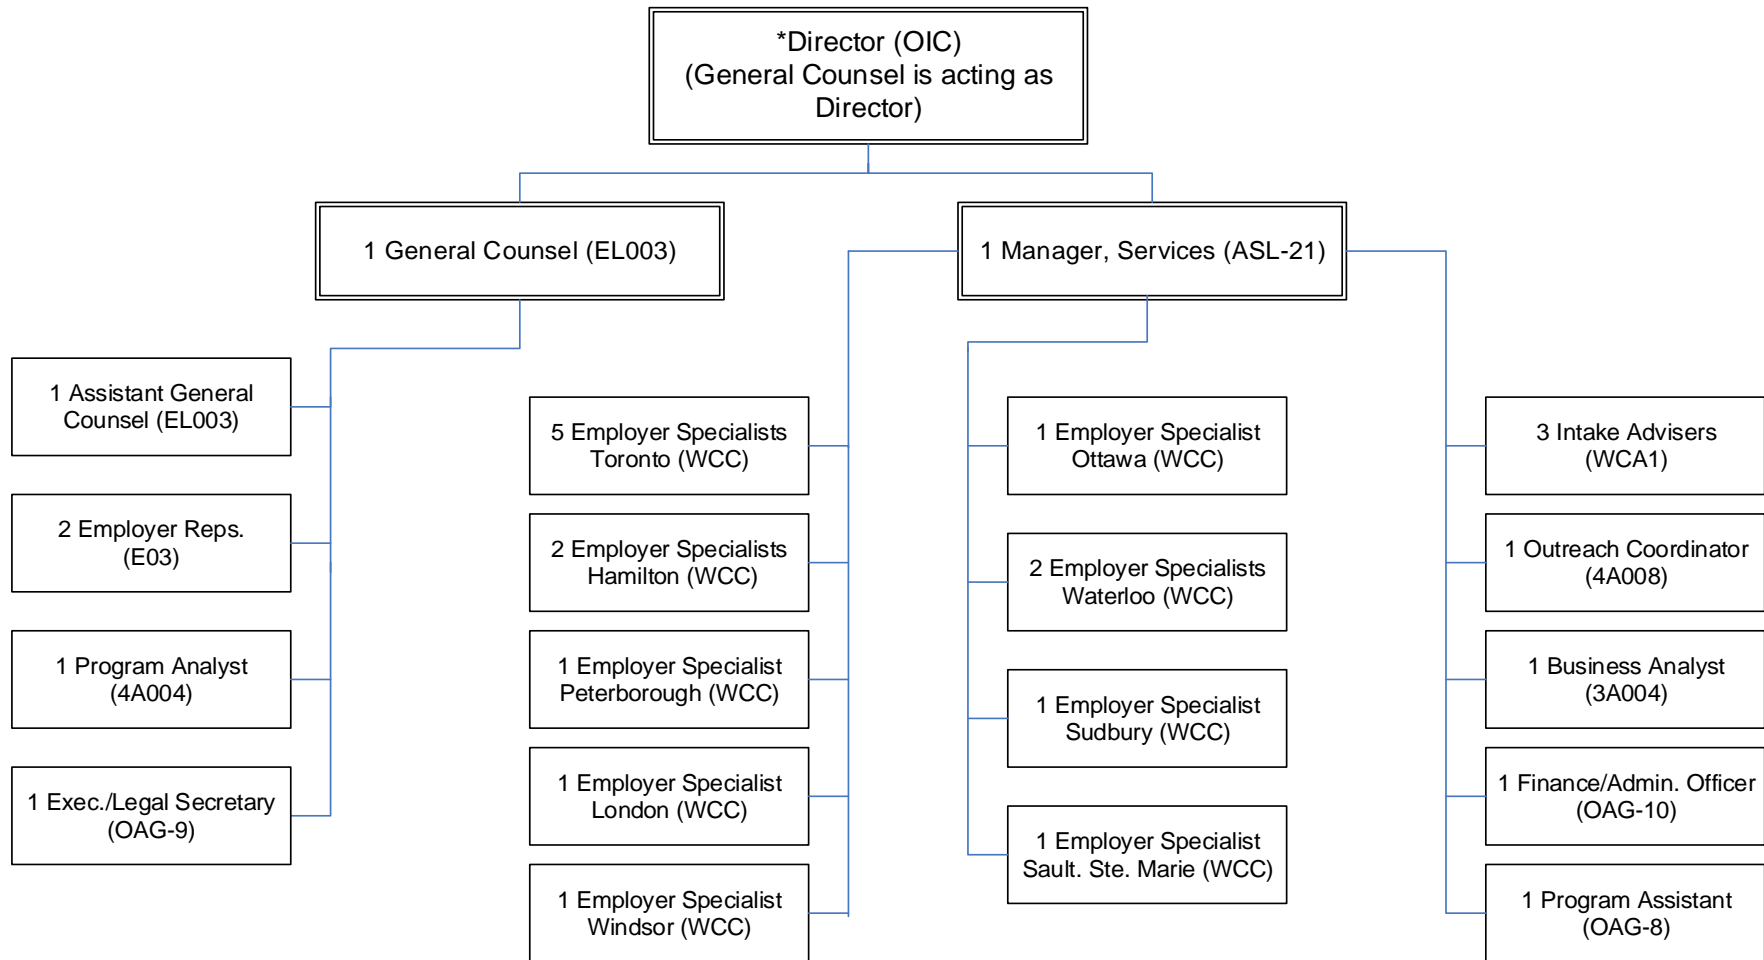 *Director (OIC)
(General Counsel is acting as
Director)
1 General Counsel (EL003)
1 Manager, Services (ASL-21)
1 Assistant General
Counsel (EL003)
2 Employer Reps.
(E03)
1 Program Analyst
(4A004)
1 Exec./Legal Secretary
(OAG-9)
5 Employer Specialists
Toronto (WCC)
2 Employer Specialists
Hamilton (WCC)
1 Employer Specialist
Peterborough (WCC)
1 Employer Specialist
London (WCC)
1 Employer Specialist
Windsor (WCC)
1 Employer Specialist
Ottawa (WCC)
2 Employer Specialists
Waterloo (WCC)
1 Employer Specialist
Sudbury (WCC)
1 Employer Specialist
Sault. Ste. Marie (WCC)
3 Intake Advisers
(WCA1)
1 Outreach Coordinator
(4A008)
1 Business Analyst
(3A004)
1 Finance/Admin. Officer
(OAG-10)
1 Program Assistant
(OAG-8)